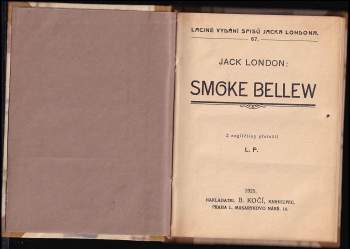 LACINÉ VYDÁNÍ SPISŮ JACKA LONDONA.
67.
JACK LONDON:
SMOKE BELLEW
Z angličtiny přeložil
L. P.
1925.
NAKLADATEL B. KOČÍ, KNIHKUPEC,
PRAHA I. MASARYKOVO NÁBŘ. 14.